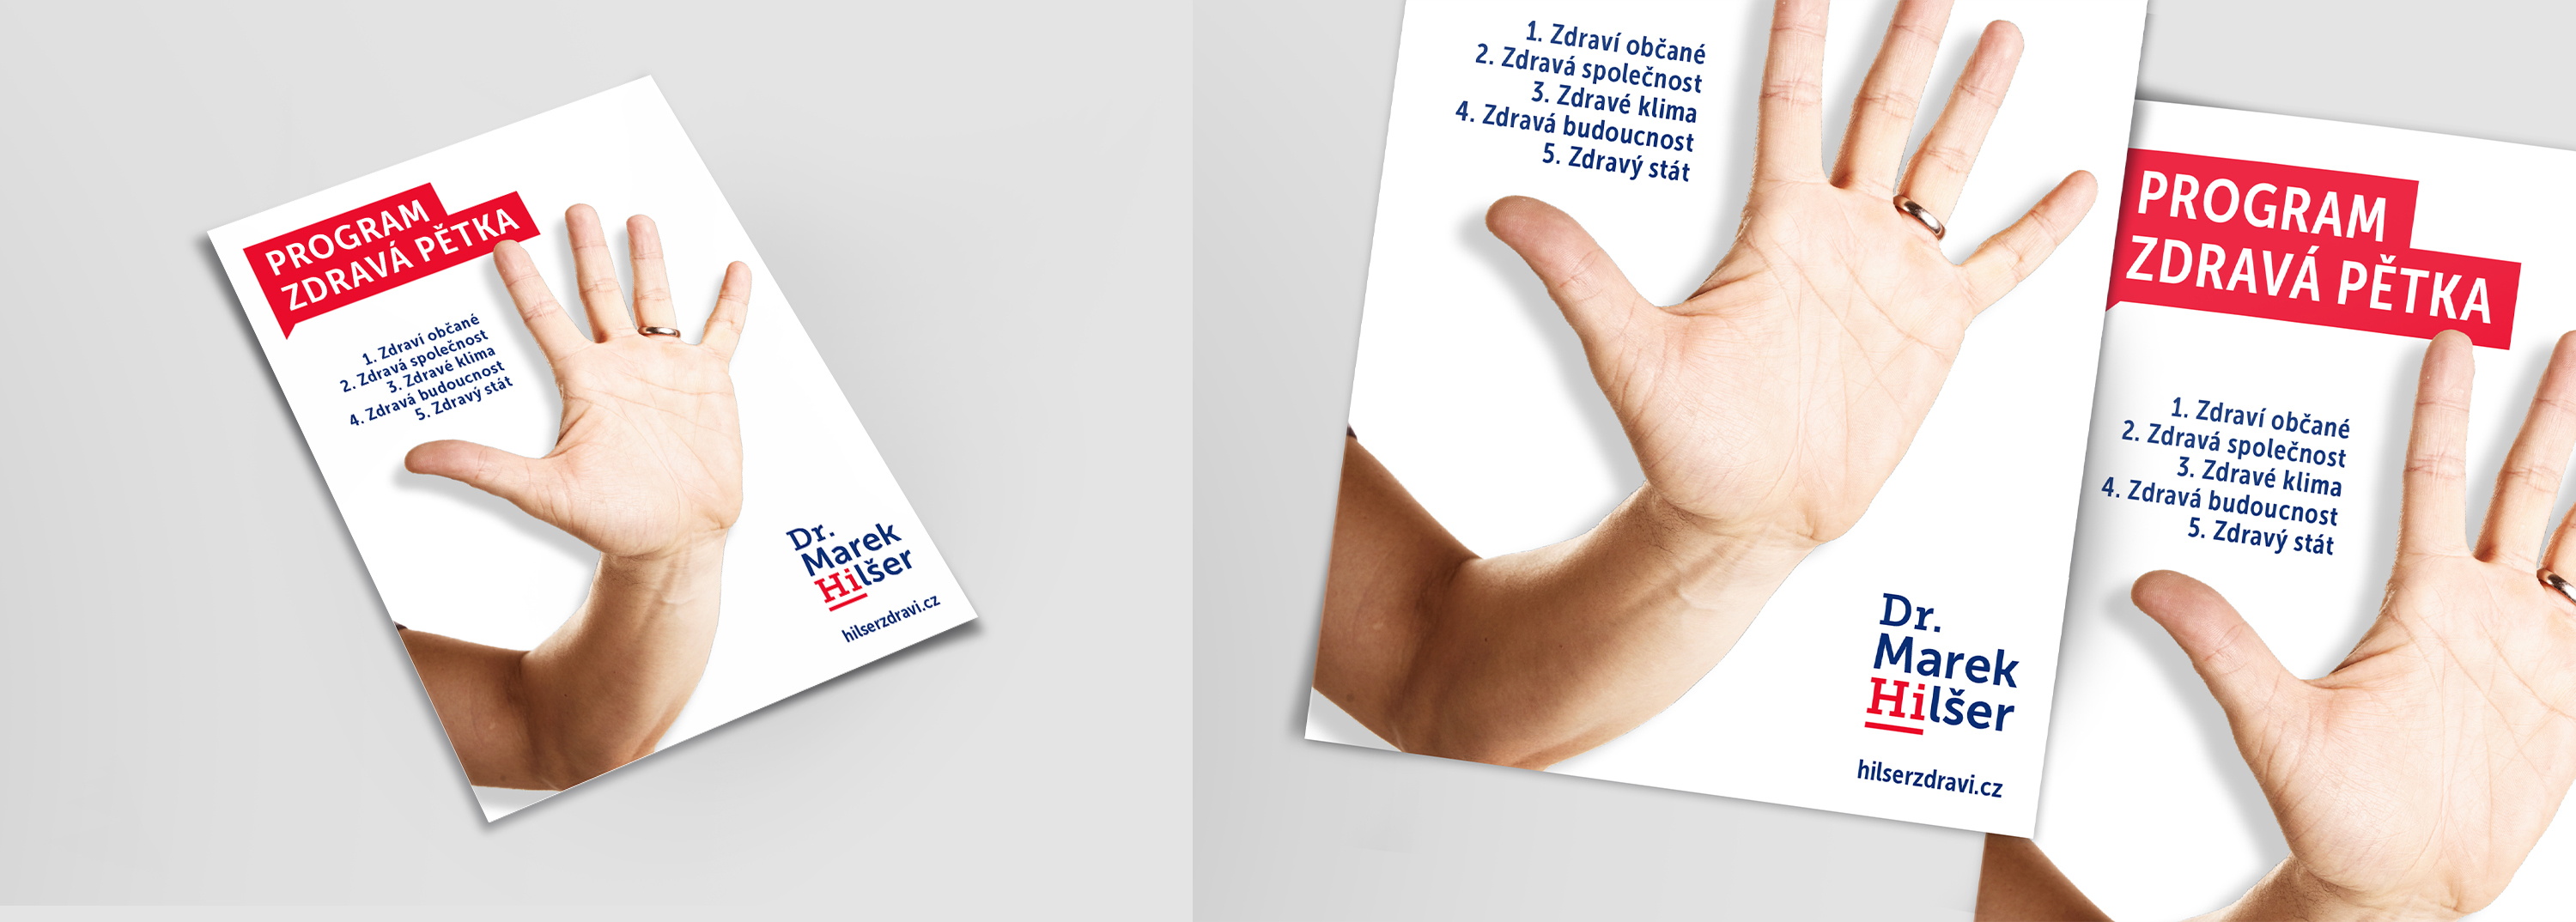 PROGRAM
ZDRAVÁ PĚTKA
1. Zdraví občané
2. Zdravá společnost
3. Zdravé klima
4. Zdravá budoucnost
5. Zdravý stát
Dr.
Marek
Hilšer
hilserzdravi.cz
1. Zdraví občané
2. Zdravá společnost
3. Zdravé klima
4. Zdravá budoucnost
5. Zdravý stát
Dr.
Marek
Hilšer
hilserzdravi.cz
PROGRAM
ZDRAVÁ PĚTKA
1. Zdraví občané
2. Zdravá společnost
3. Zdravé klima
4. Zdravá budoucnost
5. Zdravý stát